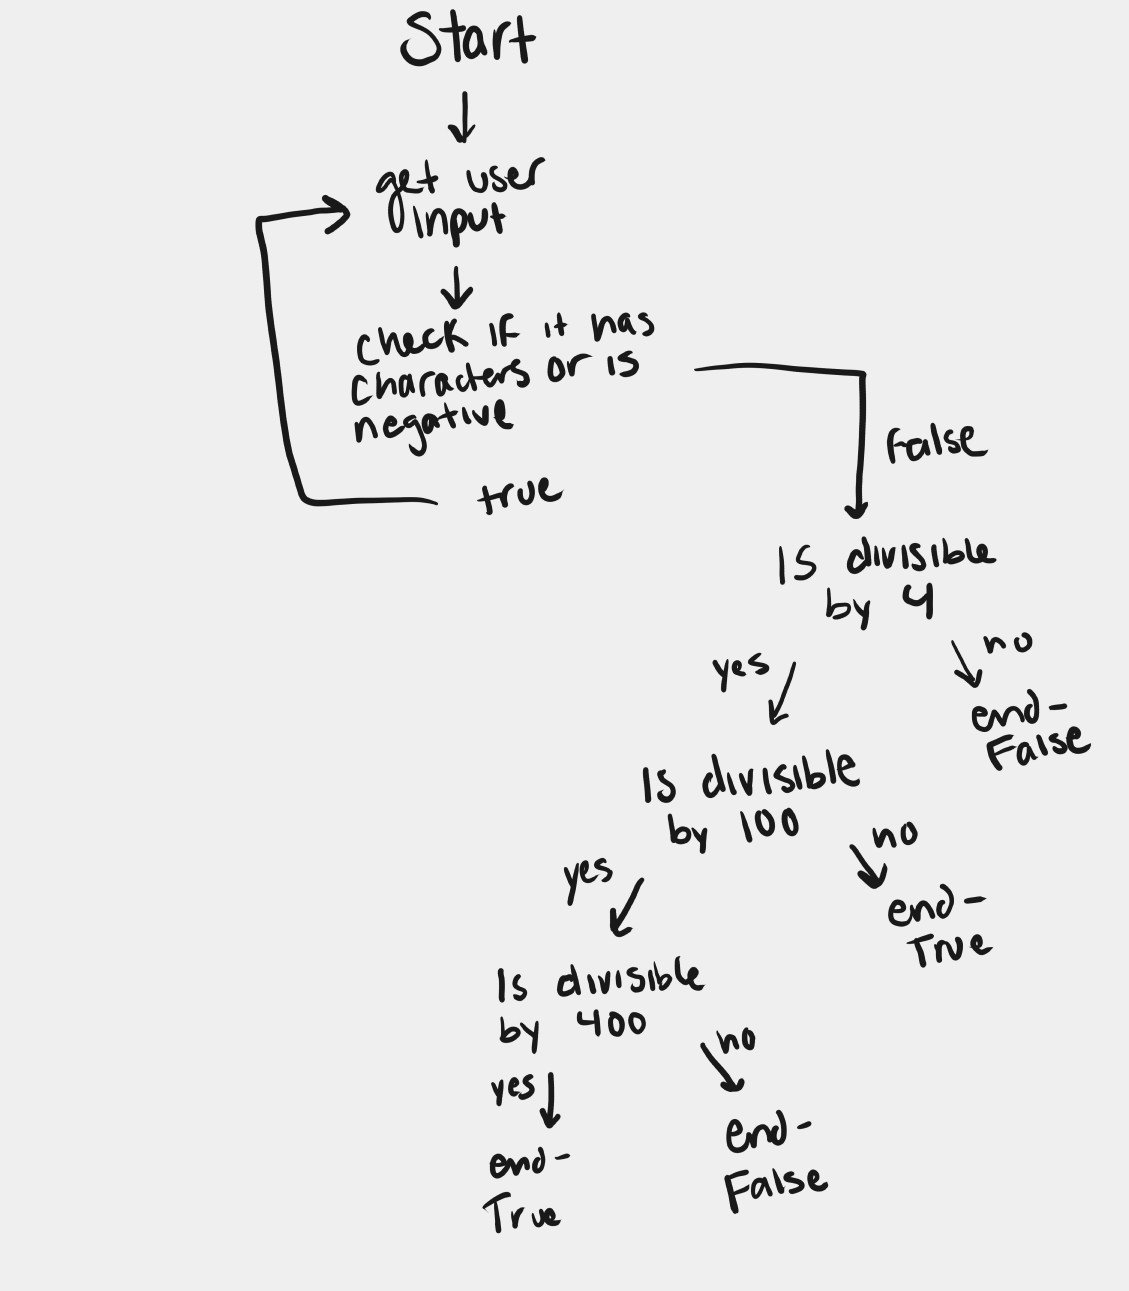 Start
get user
input
check if it has
characters or is
negative
False
true
Is divisible
by 4
yes
no
end-
False
Is divisible
by 100
yes
no
end-
True
Is divisible
by 400
yes
no
end-
True
end-
False